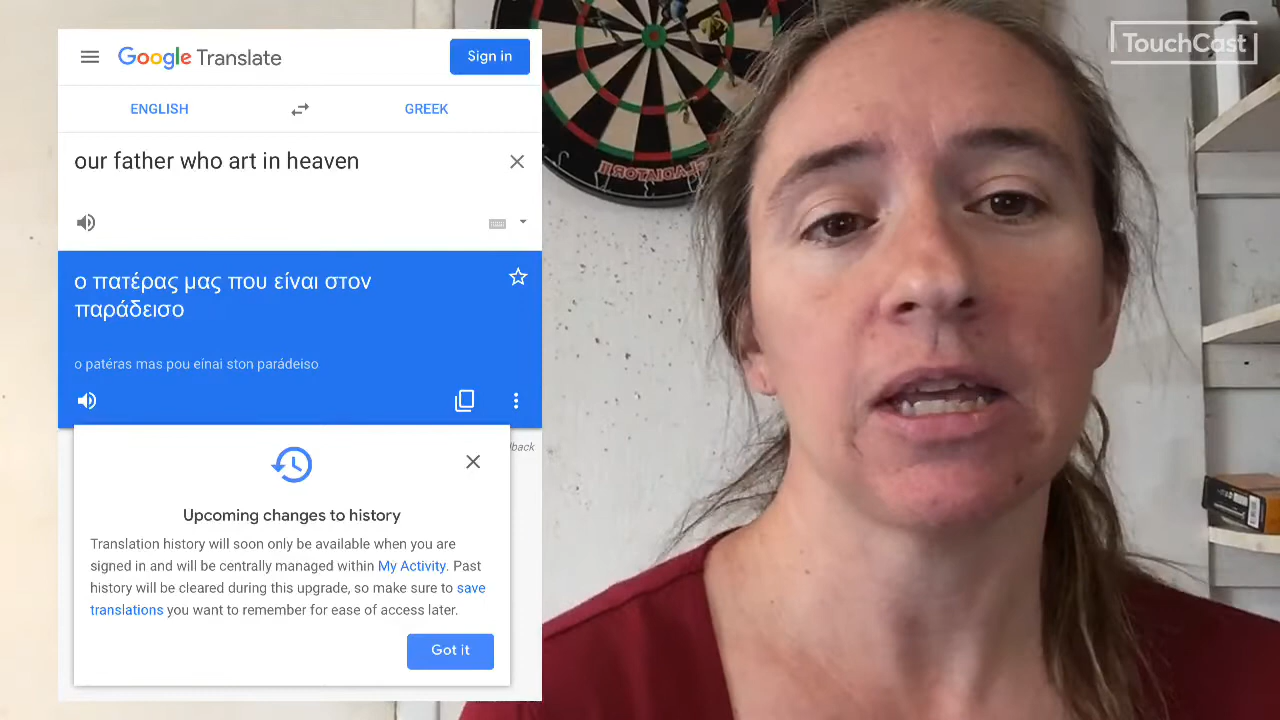 Google Translate
Sign in
ENGLISH
GREEK
our father who art in heaven
ο πατέρας μας που είναι στον
παράδεισο
o patéras mas pou eínai ston parádeiso
lback
Upcoming changes to history
Translation history will soon only be available when you are
signed in and will be centrally managed within My Activity. Past
history will be cleared during this upgrade, so make sure to save
translations you want to remember for ease of access later.
Got it
TouchCast
GLADIATOR II